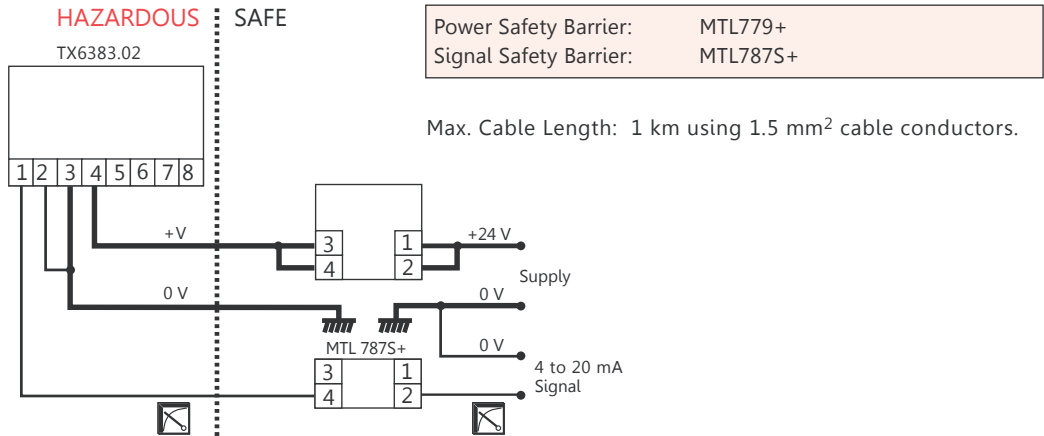 HAZARDOUS SAFE
TX6383.02
Power Safety Barrier: MTL779+
Signal Safety Barrier: MTL787S+
Max. Cable Length: 1 km using 1.5 mm2 cable conductors.
1 2 3 4 5 6 7 8
+V
3 1
4 2
+24 V
Supply
0 V
0 V
MTL 787S+
0 V
3 1
4 2
4 to 20 mA
Signal